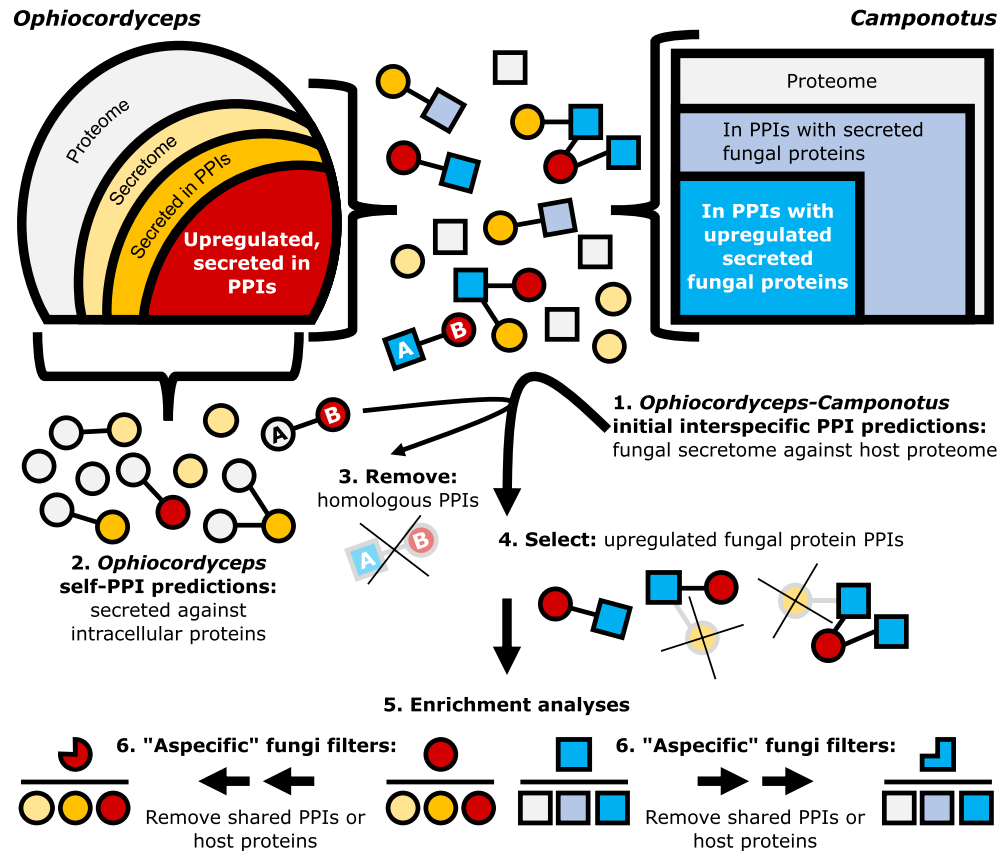 Ophiocordyceps
Camponotus
Proteome
Secretome
Secreted in PPIs
Upregulated,
secreted in
PPIs
Proteome
In PPIs with secreted
fungal proteins
In PPIs with
upregulated
secreted
fungal proteins
A
B
1. Ophiocordyceps-Camponotus
initial interspecific PPI predictions:
fungal secretome against host proteome
A
B
2. Ophiocordyceps
self-PPI predictions:
secreted against
intracellular proteins
3. Remove:
homologous PPIs
A
B
4. Select: upregulated fungal protein PPIs
5. Enrichment analyses
6. "Aspecific" fungi filters:
Remove shared PPIs or
host proteins
6. "Aspecific" fungi filters:
Remove shared PPIs or
host proteins